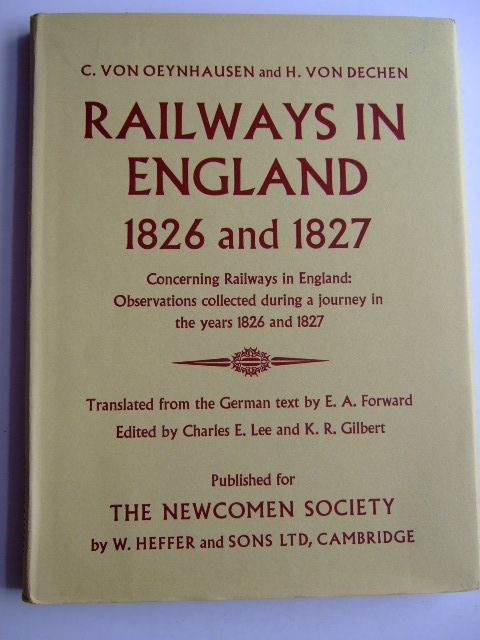 C. VON OEYNHAUSEN and H. VON DECHEN
RAILWAYS IN
ENGLAND
1826 and 1827
Concerning Railways in England:
Observations collected during a journey in
the years 1826 and 1827
Translated from the German text by E. A. Forward
Edited by Charles E. Lee and K. R. Gilbert
Published for
THE NEWCOMEN SOCIETY
by W. HEFFER and SONS LTD, CAMBRIDGE